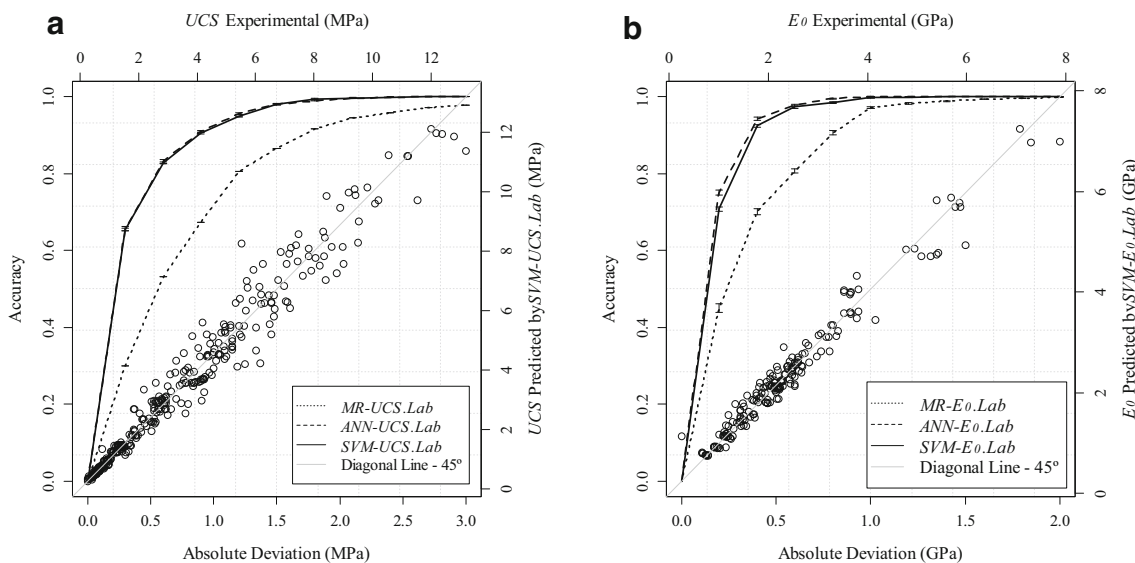 a
UCS Experimental (MPa)
0 2 4 6 8 10 12
Accuracy
1.0
0.8
0.6
0.4
0.2
0.0
12
10
8
6
4
2
0
UCS Predicted bySVM-UCS.Lab (MPa)
MR-UCS.Lab
ANN-UCS.Lab
SVM-UCS.Lab
Diagonal Line - 45º
0.0 0.5 1.0 1.5 2.0 2.5 3.0
Absolute Deviation (MPa)
b
E0 Experimental (GPa)
0 2 4 6 8
Accuracy
1.0
0.8
0.6
0.4
0.2
0.0
8
6
4
2
0
E0 Predicted bySVM-E0.Lab (GPa)
MR-E0.Lab
ANN-E0.Lab
SVM-E0.Lab
Diagonal Line - 45º
0.0 0.5 1.0 1.5 2.0
Absolute Deviation (GPa)